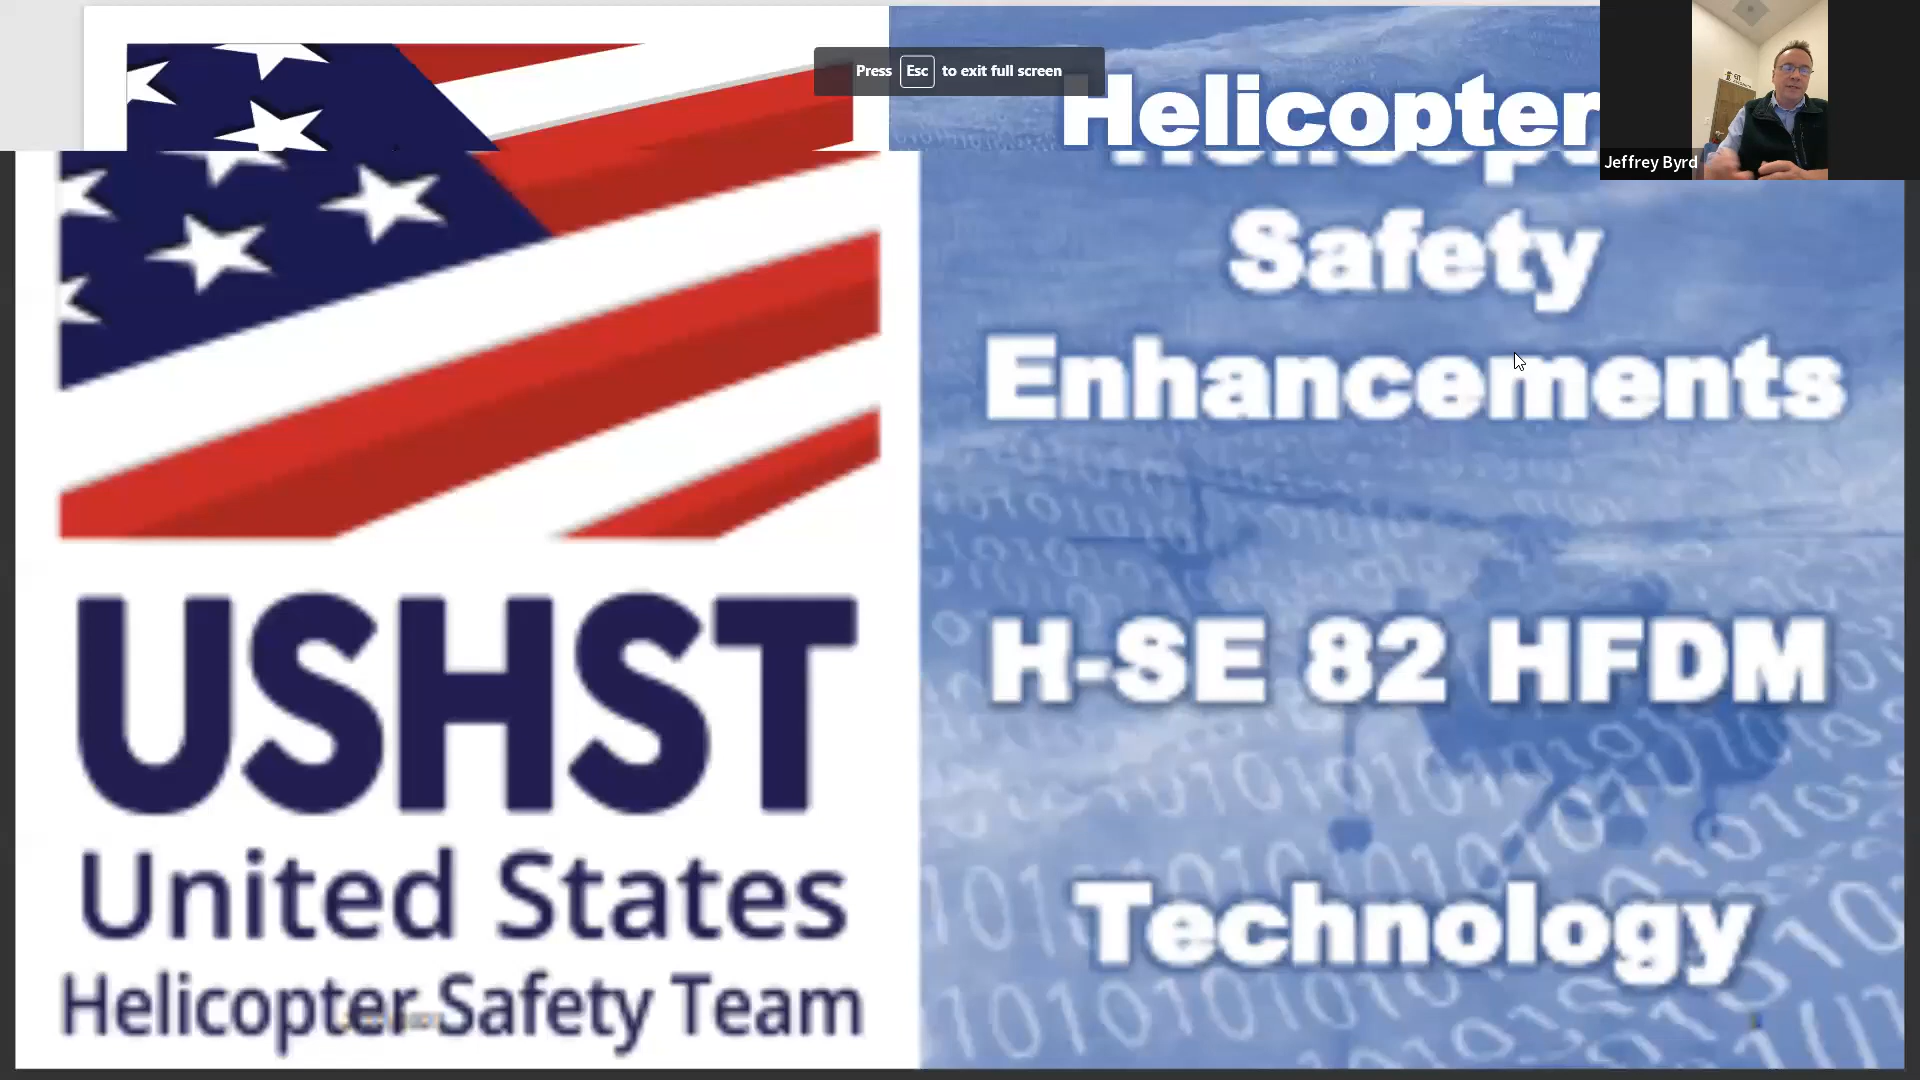 Press Esc to exit full screen
Helicopter
Safety
Enhancements
H-SE 82 HFDM
Technology
USHST
United States
Helicopter Safety Team
Jeffrey Byrd